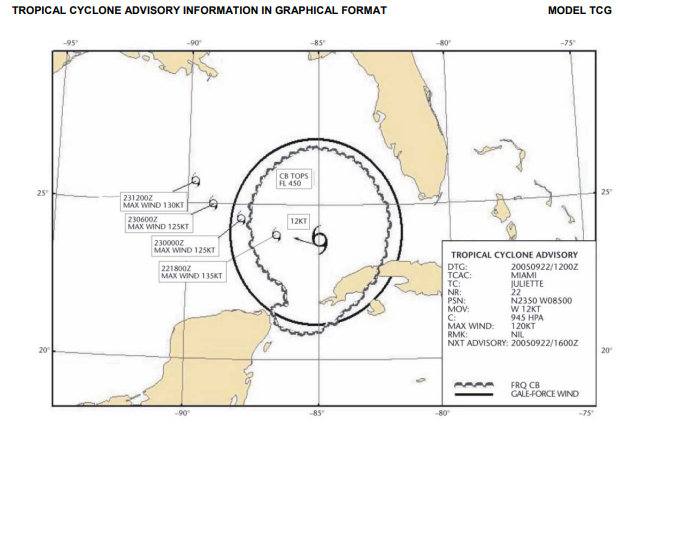 TROPICAL CYCLONE ADVISORY INFORMATION IN GRAPHICAL FORMAT MODEL TCG
-95° -90° -85° -80° -75°
CB TOPS
FL 450
25° 25°
231200Z
MAX WIND 130KT
12KT
230600Z
MAX WIND 125KT
230000Z
MAX WIND 125KT
221800Z
MAX WIND 135KT
TROPICAL CYCLONE ADVISORY
DTG: 20050922/1200Z
TCAC: MIAMI
TC: JULIETTE
NR: 22
PSN: N2350 W08500
MOV: W 12KT
C: 945 HPA
MAX WIND: 120KT
RMK: NIL
NXT ADVISORY: 20050922/1600Z
20° 20°
FRQ CB
GALE-FORCE WIND
-90° -85° -80° -75°